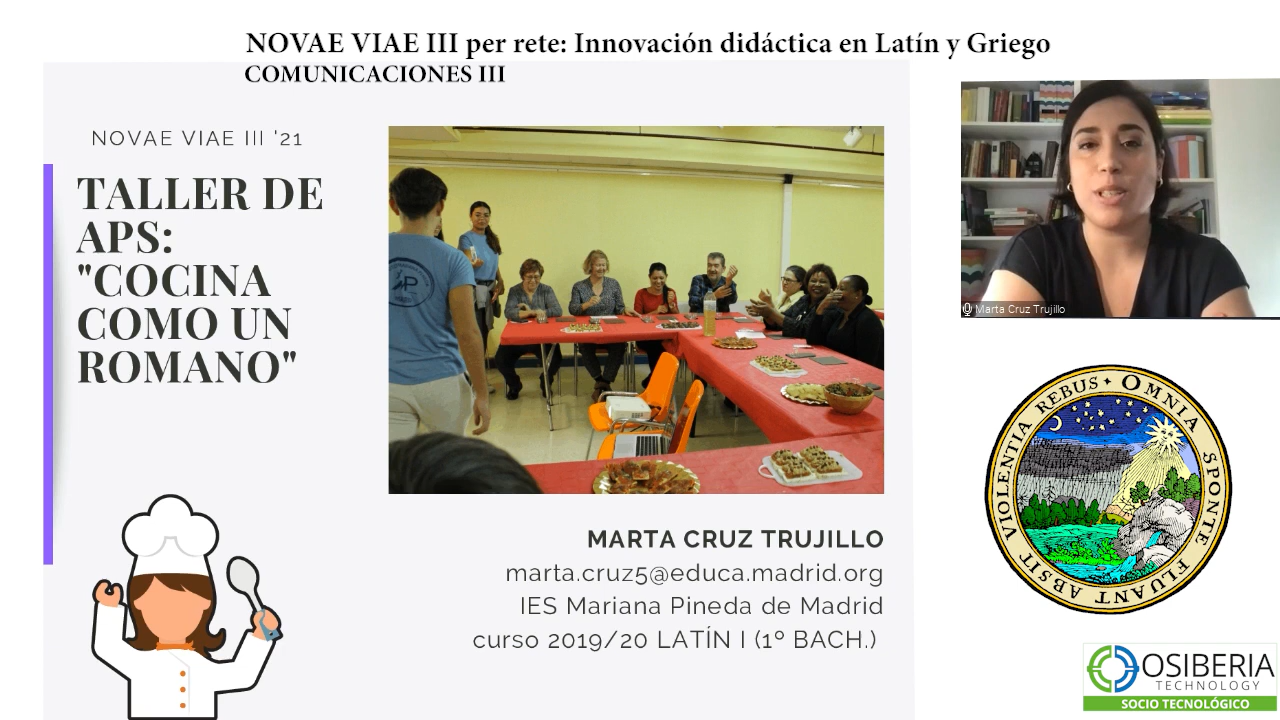 NOVAE VIAE III per rete: Innovación didáctica en Latín y Griego
COMUNICACIONES III
NOVAE VIAE III '21
TALLER DE
APS:
"COCINA
COMO UN
ROMANO"
MARTA CRUZ TRUJILLO
marta.cruz5@educa.madrid.org
IES Mariana Pineda de Madrid
curso 2019/20 LATÍN I (1º BACH.)
Marta Cruz Trujillo
OMNIA SPONTE FLUANT ABSIT VIOLENTIA REBUS
OSIBERIA
TECHNOLOGY
SOCIO TECNOLÓGICO